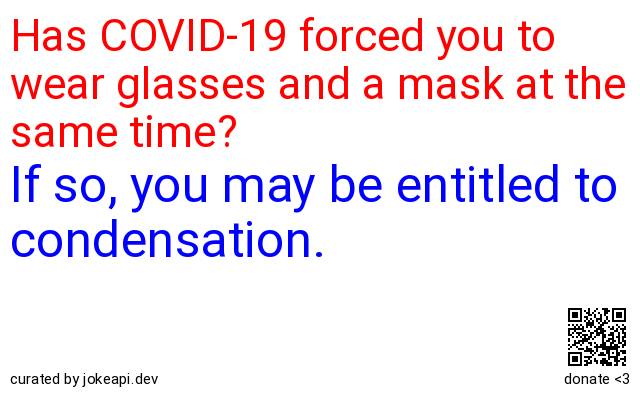 Has COVID-19 forced you to
wear glasses and a mask at the
same time?
If so, you may be entitled to
condensation.
curated by jokeapi.dev
donate <3